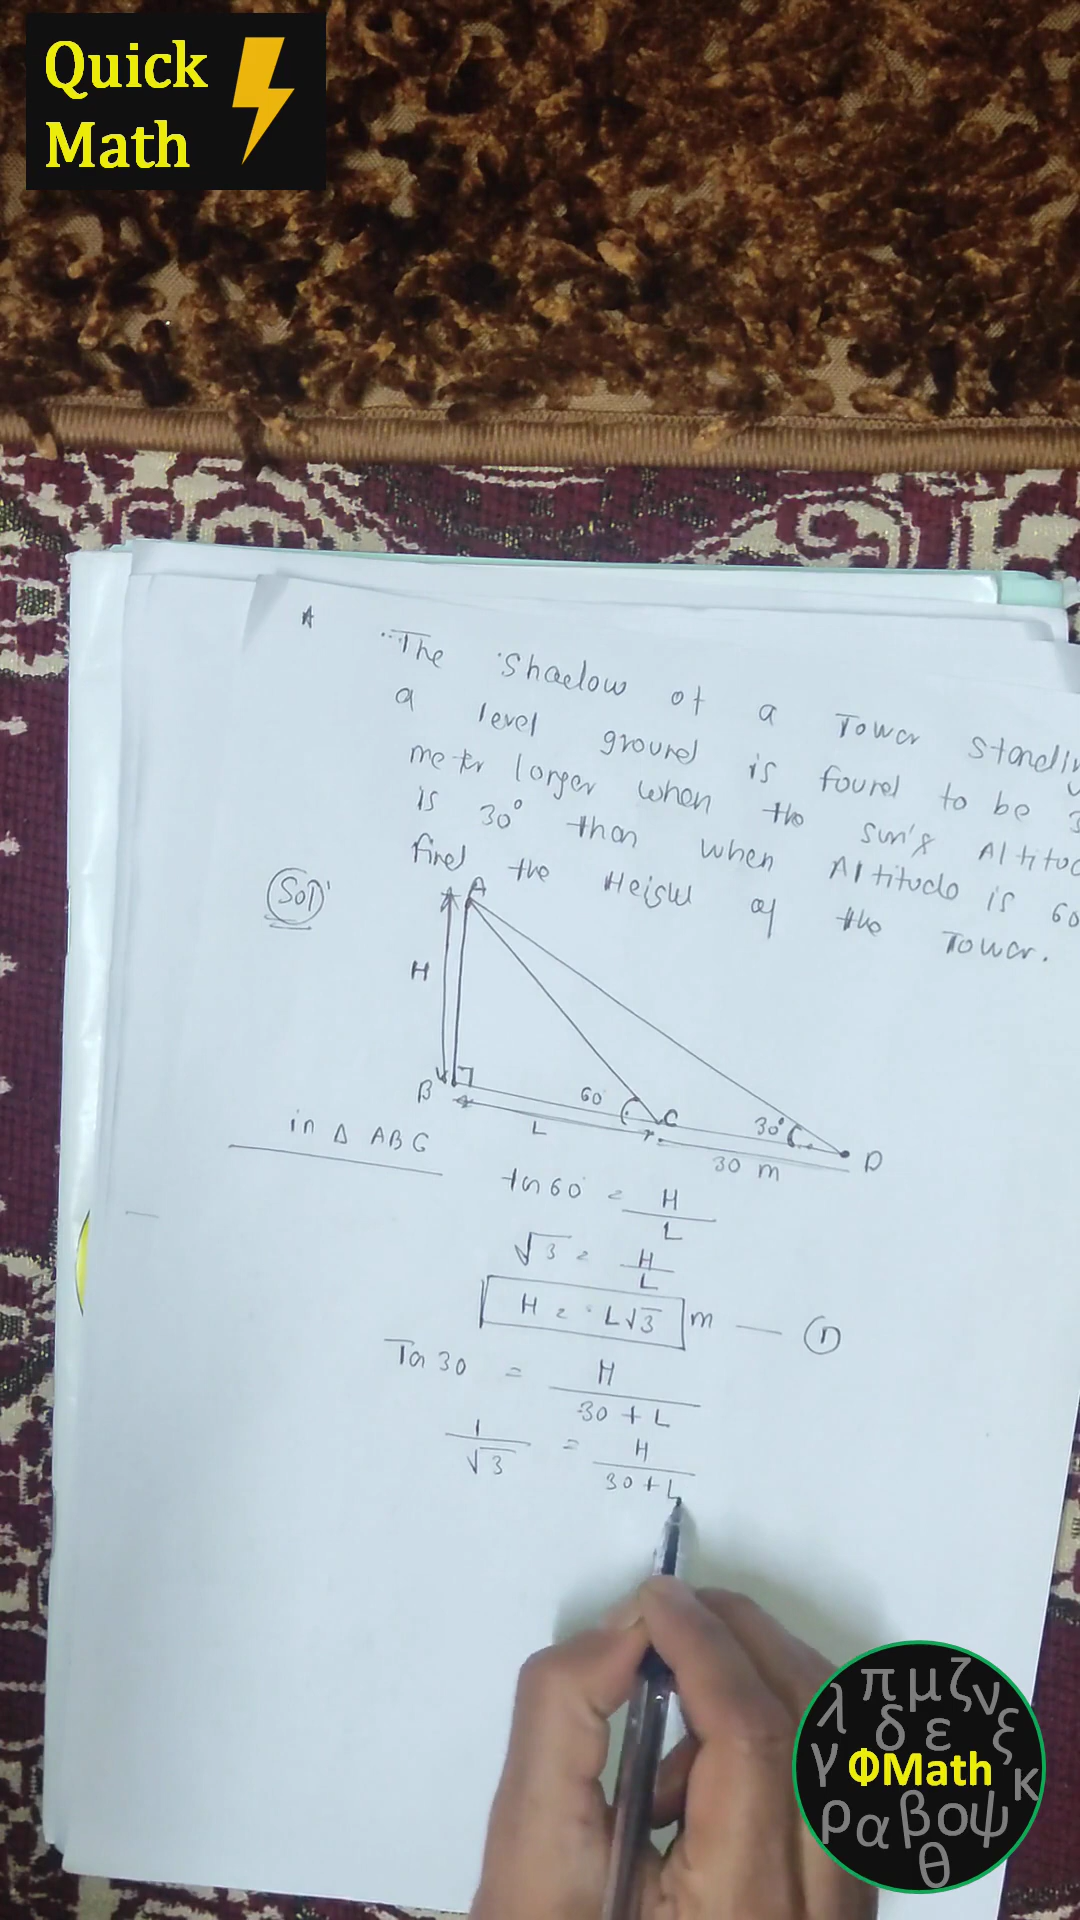 Quick
Math
The Shadow of a Tower Standin
a level ground is found to be 3
meter longer when the sun's Altitud
is 30° than when Altitude is 60
find the Height of the Tower.
Sol'
A
H
B
60
C
30°
D
L
30 m
in Δ ABC
tan 60 = H/L
√3 = H/L
H = L√3 m — ①
Tan 30 = H/30 + L
1/√3 = H/30 + L
π μ ζ ν
λ δ ε ξ
γ ΦMath κ
ρ α β ο ψ
θ